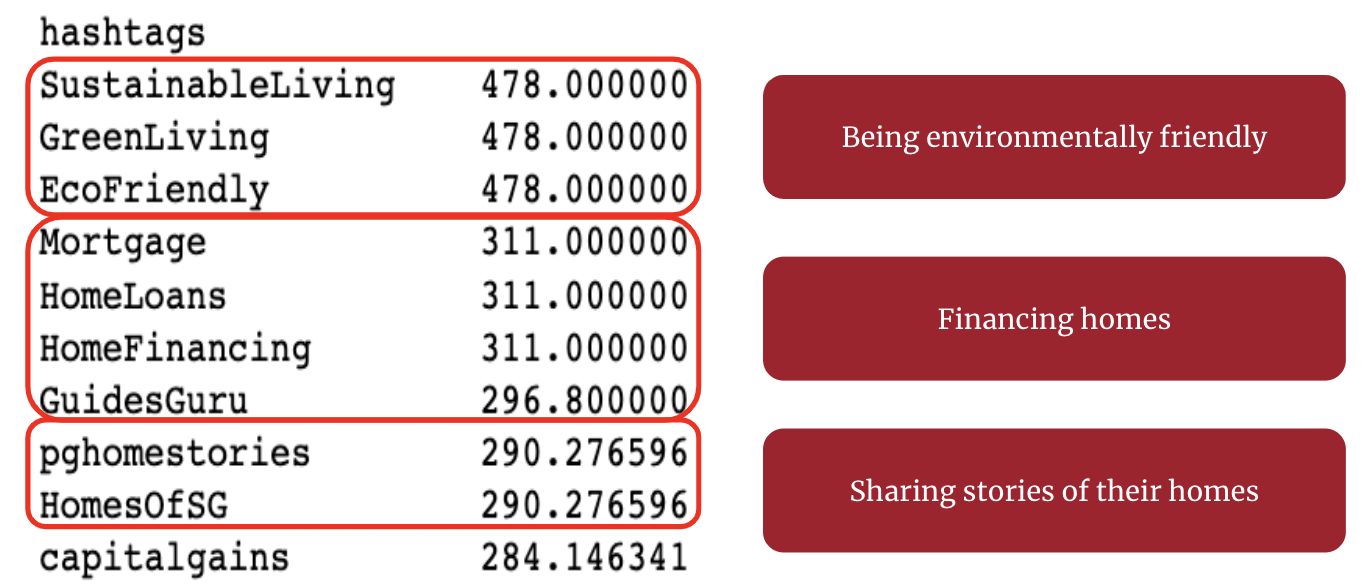 hashtags
SustainableLiving 478.000000
GreenLiving 478.000000
EcoFriendly 478.000000
Mortgage 311.000000
HomeLoans 311.000000
HomeFinancing 311.000000
GuidesGuru 296.800000
pghomestories 290.276596
HomesOfSG 290.276596
capitalgains 284.146341
Being environmentally friendly
Financing homes
Sharing stories of their homes